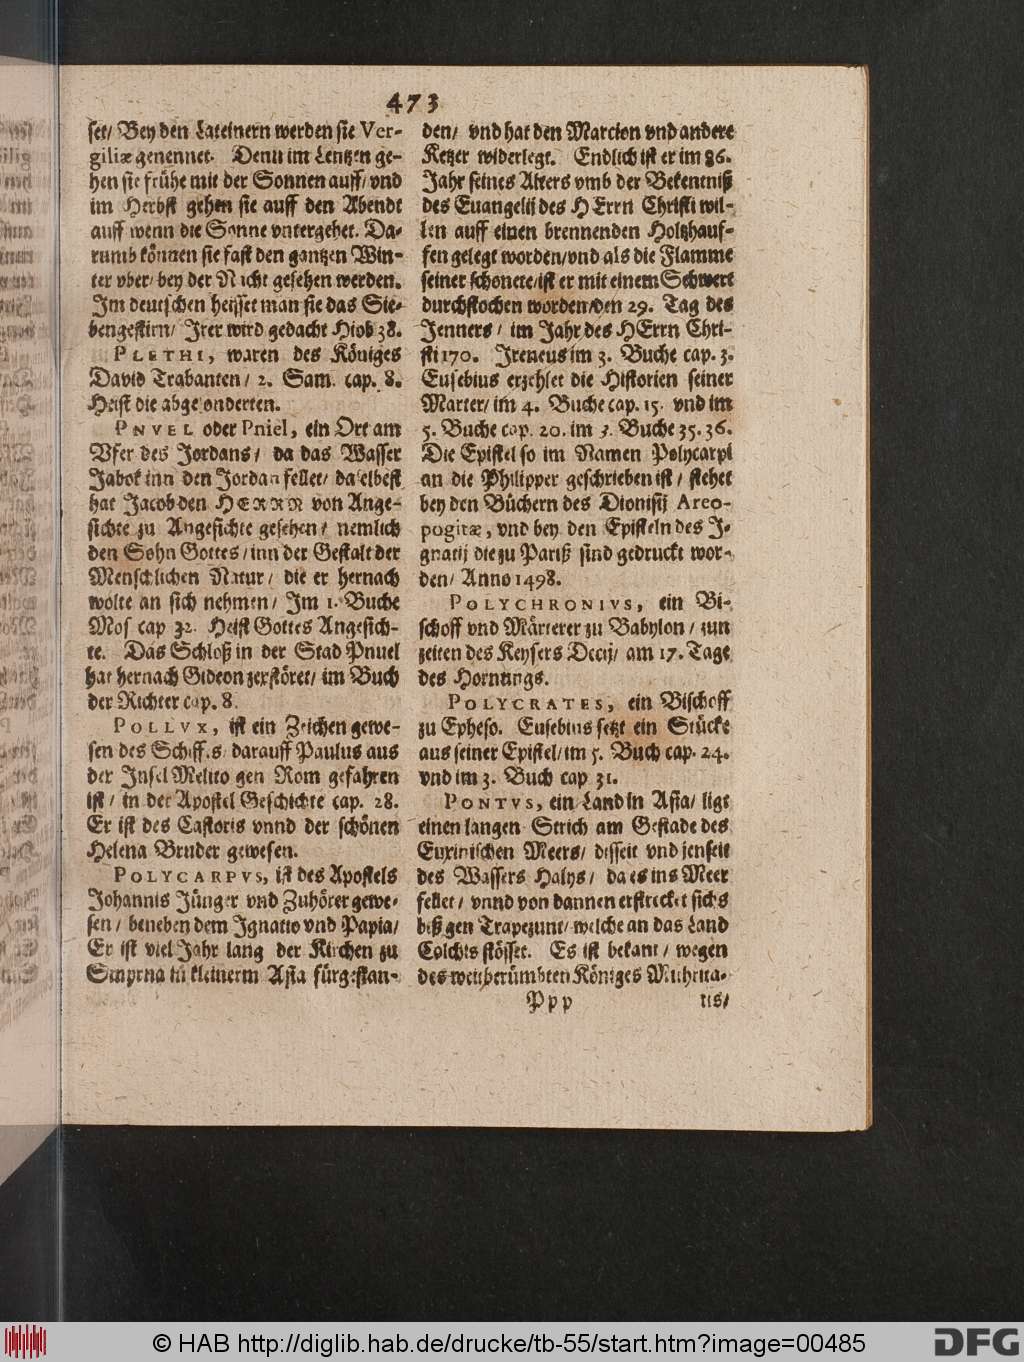 473
set/ Bey den Lateinern werden sie Ver-
giliæ genennet. Denn im Lentzen ge-
hen sie frühe mit der Sonnen auff/ vnd
im Herbst gehen sie auff den Abendt
auff wenn die Sonne vntergehet. Da-
rumb können sie fast den gantzen Win-
ter vber/ bey der Nacht gesehen werden.
Im deutschen heisset man sie das Sie-
bengestirn/ Irer wird gedacht Hiob 38.
PLETHI, waren des Königes
David Trabanten/ 2. Sam. cap. 8.
Heist die abgesonderten.
PNVEL oder Pniel, ein Ort am
Vfer des Jordans/ da das Wasser
Jabok inn den Jordan fellet/ daselbest
hat Jacob den HERRN von Ange-
sichte zu Angesichte gesehen/ nemlich
den Sohn Gottes/ inn der Gestalt der
Menschlichen Natur/ die er hernach
wolte an sich nehmen/ Im 1. Buche
Mos cap 32. Heist Gottes Angesich-
te. Das Schloß in der Stad Pnuel
hat hernach Gideon zerstöret/ im Buch
der Richter cap. 8.
POLLVX, ist ein Zeichen gewe-
sen des Schiffes/ darauff Paulus aus
der Insel Melito gen Rom gefahren
ist/ in der Apostel Geschichte cap. 28.
Er ist des Castoris vnnd der schönen
Helena Bruder gewesen.
POLYCARPVS, ist des Apostels
Johannis Jünger vnd Zuhörer gewe-
sen/ beneben dem Ignatio vnd Papia/
Er ist viel Jahr lang der Kirchen zu
Smyrna in kleinerm Asia fürgestan-
den/ vnd hat den Marcion vnd andere
Ketzer widerlegt. Endlich ist er im 86.
Jahr seines Alters vmb der Bekentniß
des Euangelij des HErrn Christi wil-
len auff einen brennenden Holtzhauf-
fen gelegt worden/ vnd als die Flamme
seiner schonete/ ist er mit einem Schwert
durchstochen worden/ den 29. Tag des
Jenners/ im Jahr des HErrn Chri-
sti 170. Ireneus im 3. Buche cap. 3.
Eusebius erzehlet die Historien seiner
Marter/ im 4. Buche cap. 15. vnd im
5. Buche cap. 20. im 3. Buche 35. 36.
Die Epistel so im Namen Polycarpi
an die Philipper geschrieben ist/ stehet
bey den Büchern des Dionisij Areo-
pogitæ, vnd bey den Episteln des I-
gnatij die zu Pariß sind gedruckt wor-
den/ Anno 1498.
POLYCHRONIVS, ein Bi-
schoff vnd Märterer zu Babylon/ zun
zeiten des Keysers Decij/ am 17. Tage
des Hornungs.
POLYCRATES, ein Bischoff
zu Epheso. Eusebius setzt ein Stücke
aus seiner Epistel/ im 5. Buch cap. 24.
vnd im 3. Buch cap 31.
PONTVS, ein Land in Asia/ ligt
einen langen Strich am Gestade des
Euxinischen Meers/ disseit vnd jenseit
des Wassers Halys/ da es ins Meer
fellet/ vnnd von dannen erstrecket sichs
biß gen Trapezunt/ welche an das Land
Colchis stösset. Es ist bekant/ wegen
des weitberümbten Königes Mithrita-
Ppp tis/
© HAB http://diglib.hab.de/drucke/tb-55/start.htm?image=00485
DFG